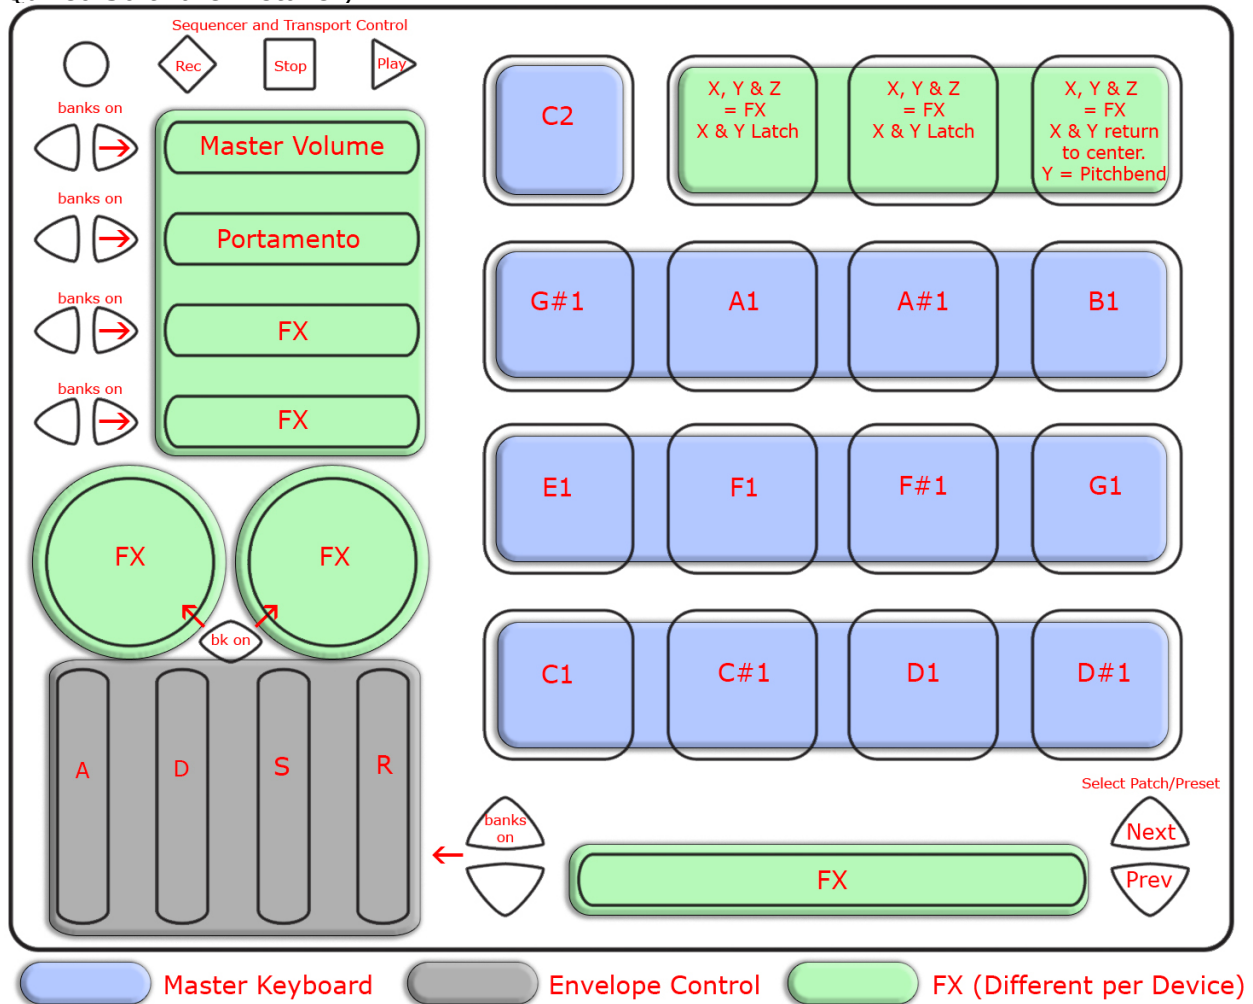 Sequencer and Transport Control
Rec
Stop
Play
banks on
Master Volume
banks on
Portamento
banks on
FX
banks on
FX
C2
X, Y & Z
= FX
X & Y Latch
X, Y & Z
= FX
X & Y Latch
X, Y & Z
= FX
X & Y return
to center.
Y = Pitchbend
G#1
A1
A#1
B1
E1
F1
F#1
G1
C1
C#1
D1
D#1
FX
FX
bk on
A
D
S
R
banks
on
FX
Select Patch/Preset
Next
Prev
Master Keyboard
Envelope Control
FX (Different per Device)